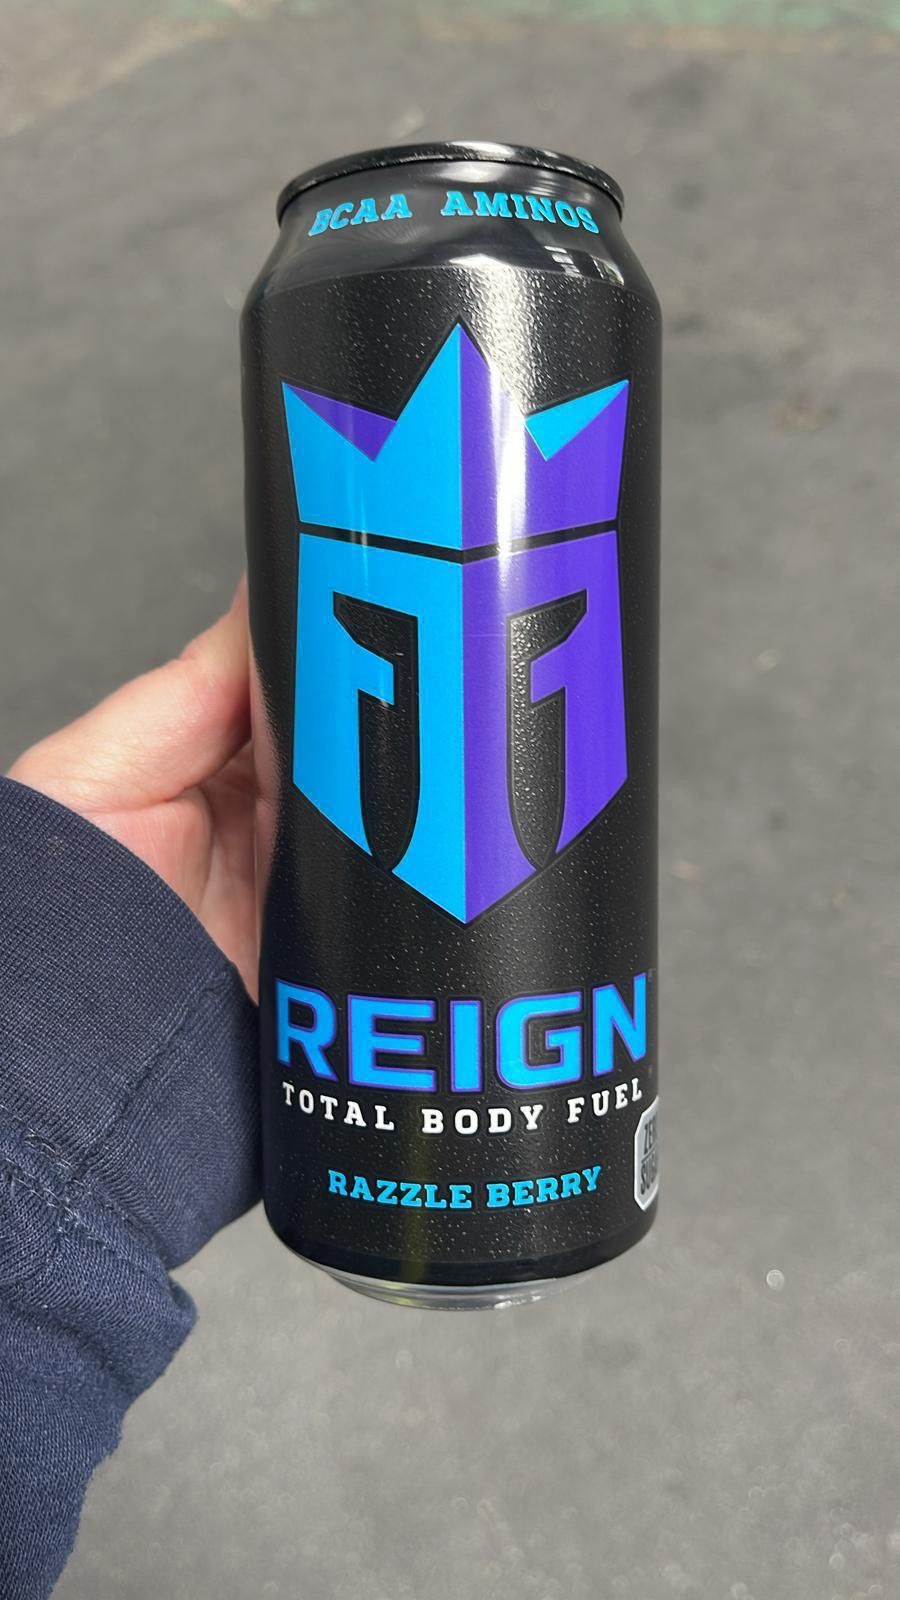 BCAA AMINOS
REIGN
TOTAL BODY FUEL
RAZZLE BERRY